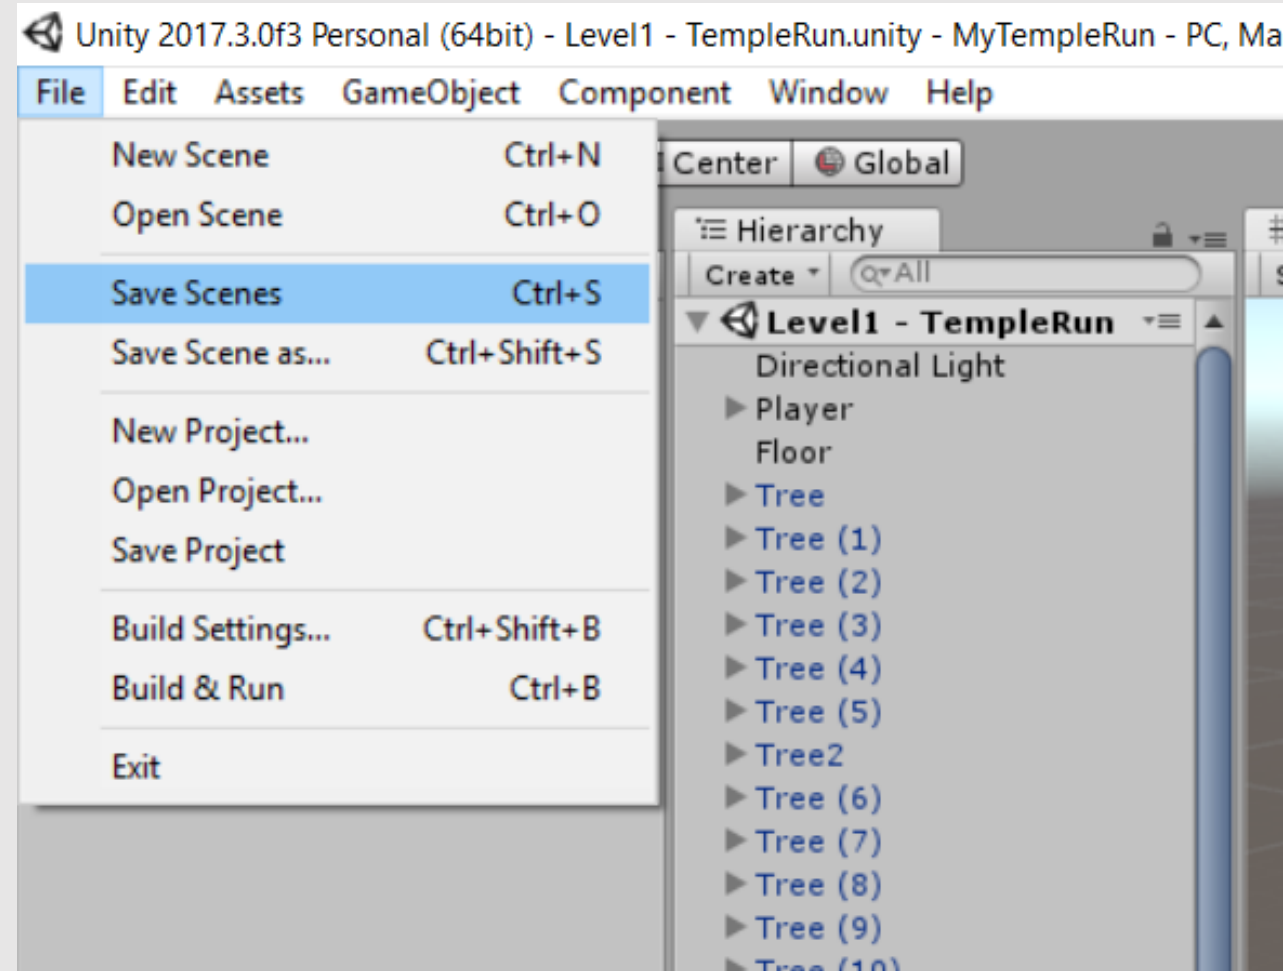 Unity 2017.3.0f3 Personal (64bit) - Level1 - TempleRun.unity - MyTempleRun - PC, Ma
File Edit Assets GameObject Component Window Help
New Scene Ctrl+N
Open Scene Ctrl+O
Save Scenes Ctrl+S
Save Scene as... Ctrl+Shift+S
New Project...
Open Project...
Save Project
Build Settings... Ctrl+Shift+B
Build & Run Ctrl+B
Exit
Center Global
Hierarchy
Create All
Level1 - TempleRun
Directional Light
Player
Floor
Tree
Tree (1)
Tree (2)
Tree (3)
Tree (4)
Tree (5)
Tree2
Tree (6)
Tree (7)
Tree (8)
Tree (9)
Tree (10)